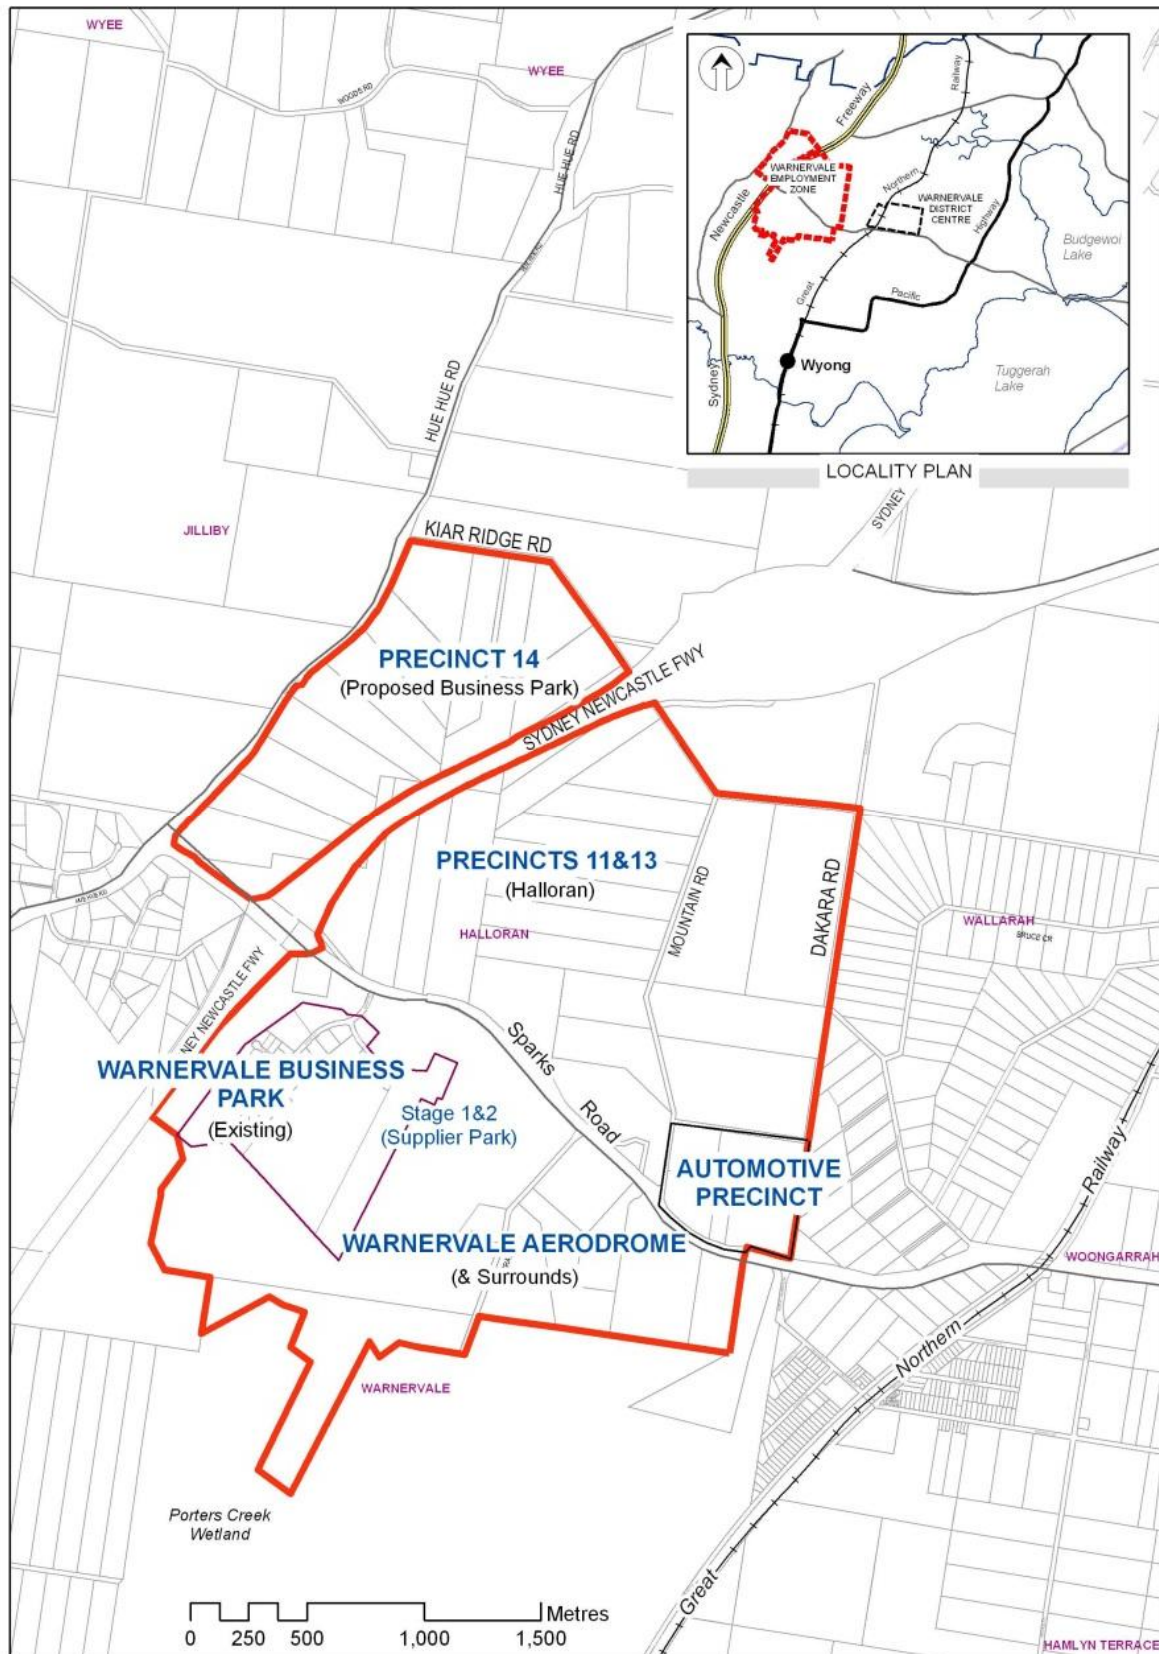 WYEE
WYEE
WOODS RD
HUE HUE RD
HUE HUE RD
JILLIBY
Freeway
Railway
WARNERVALE
EMPLOYMENT
ZONE
Newcastle
Northern
WARNERVALE
DISTRICT
CENTRE
Highway
Budgewoi
Lake
Great
Pacific
Sydney
Wyong
Tuggerah
Lake
LOCALITY PLAN
SYDNEY
KIAR RIDGE RD
PRECINCT 14
(Proposed Business Park)
SYDNEY NEWCASTLE FWY
PRECINCTS 11&13
(Halloran)
HALLORAN
MOUNTAIN RD
DAKARA RD
WALLARAH
BRUCE CR
HUE HUE RD
NEY NEWCASTLE FWY
Sparks
Road
WARNERVALE BUSINESS
PARK
(Existing)
Stage 1&2
(Supplier Park)
AUTOMOTIVE
PRECINCT
WARNERVALE AERODROME
(& Surrounds)
Railway
WOONGARRAH
Northern
WARNERVALE
Porters Creek
Wetland
Great
Metres
0 250 500 1,000 1,500
HAMLYN TERRACE